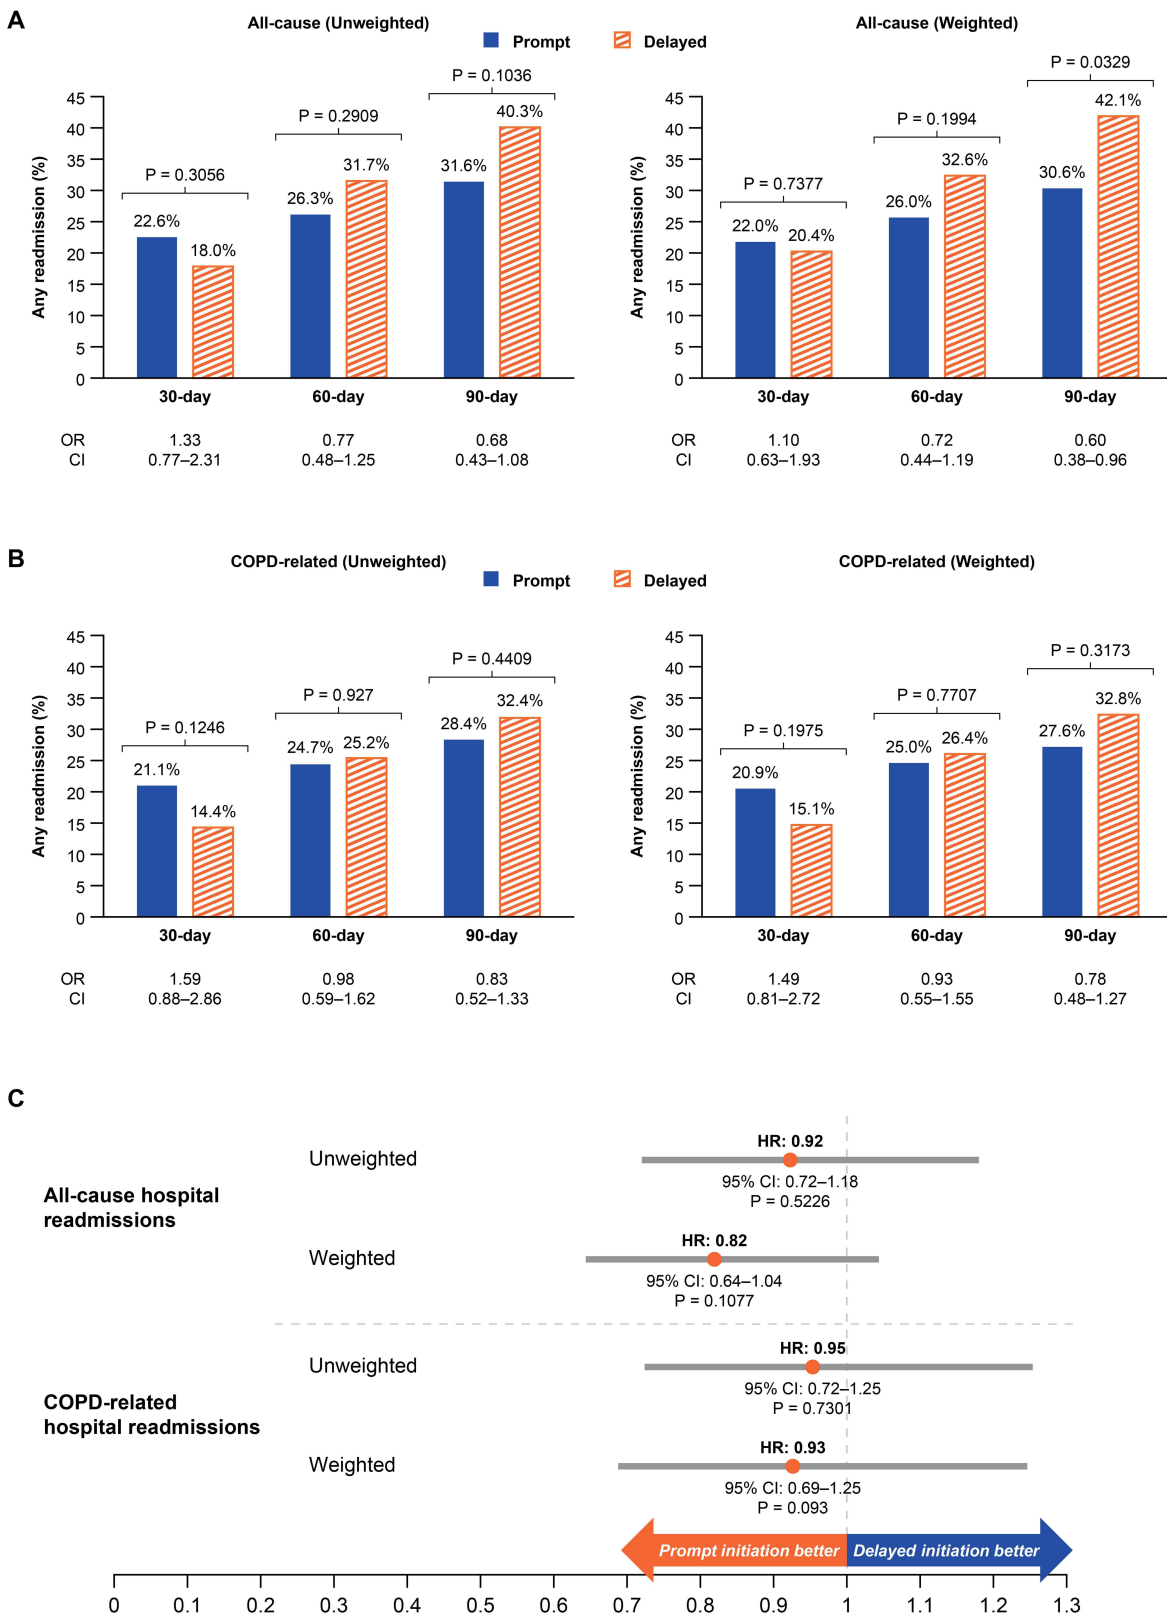 A
All-cause (Unweighted)
All-cause (Weighted)
Prompt
Delayed
Any readmission (%)
45
40
35
30
25
20
15
10
5
0
P = 0.3056
22.6%
18.0%
P = 0.2909
26.3%
31.7%
P = 0.1036
31.6%
40.3%
30-day
60-day
90-day
OR 1.33 0.77 0.68
CI 0.77–2.31 0.48–1.25 0.43–1.08
Any readmission (%)
45
40
35
30
25
20
15
10
5
0
P = 0.7377
22.0%
20.4%
P = 0.1994
26.0%
32.6%
P = 0.0329
30.6%
42.1%
30-day
60-day
90-day
OR 1.10 0.72 0.60
CI 0.63–1.93 0.44–1.19 0.38–0.96
B
COPD-related (Unweighted)
COPD-related (Weighted)
Prompt
Delayed
Any readmission (%)
45
40
35
30
25
20
15
10
5
0
P = 0.1246
21.1%
14.4%
P = 0.927
24.7%
25.2%
P = 0.4409
28.4%
32.4%
30-day
60-day
90-day
OR 1.59 0.98 0.83
CI 0.88–2.86 0.59–1.62 0.52–1.33
Any readmission (%)
45
40
35
30
25
20
15
10
5
0
P = 0.1975
20.9%
15.1%
P = 0.7707
25.0%
26.4%
P = 0.3173
27.6%
32.8%
30-day
60-day
90-day
OR 1.49 0.93 0.78
CI 0.81–2.72 0.55–1.55 0.48–1.27
C
All-cause hospital
readmissions
Unweighted
HR: 0.92
95% CI: 0.72–1.18
P = 0.5226
Weighted
HR: 0.82
95% CI: 0.64–1.04
P = 0.1077
COPD-related
hospital readmissions
Unweighted
HR: 0.95
95% CI: 0.72–1.25
P = 0.7301
Weighted
HR: 0.93
95% CI: 0.69–1.25
P = 0.093
Prompt initiation better
Delayed initiation better
0 0.1 0.2 0.3 0.4 0.5 0.6 0.7 0.8 0.9 1 1.1 1.2 1.3